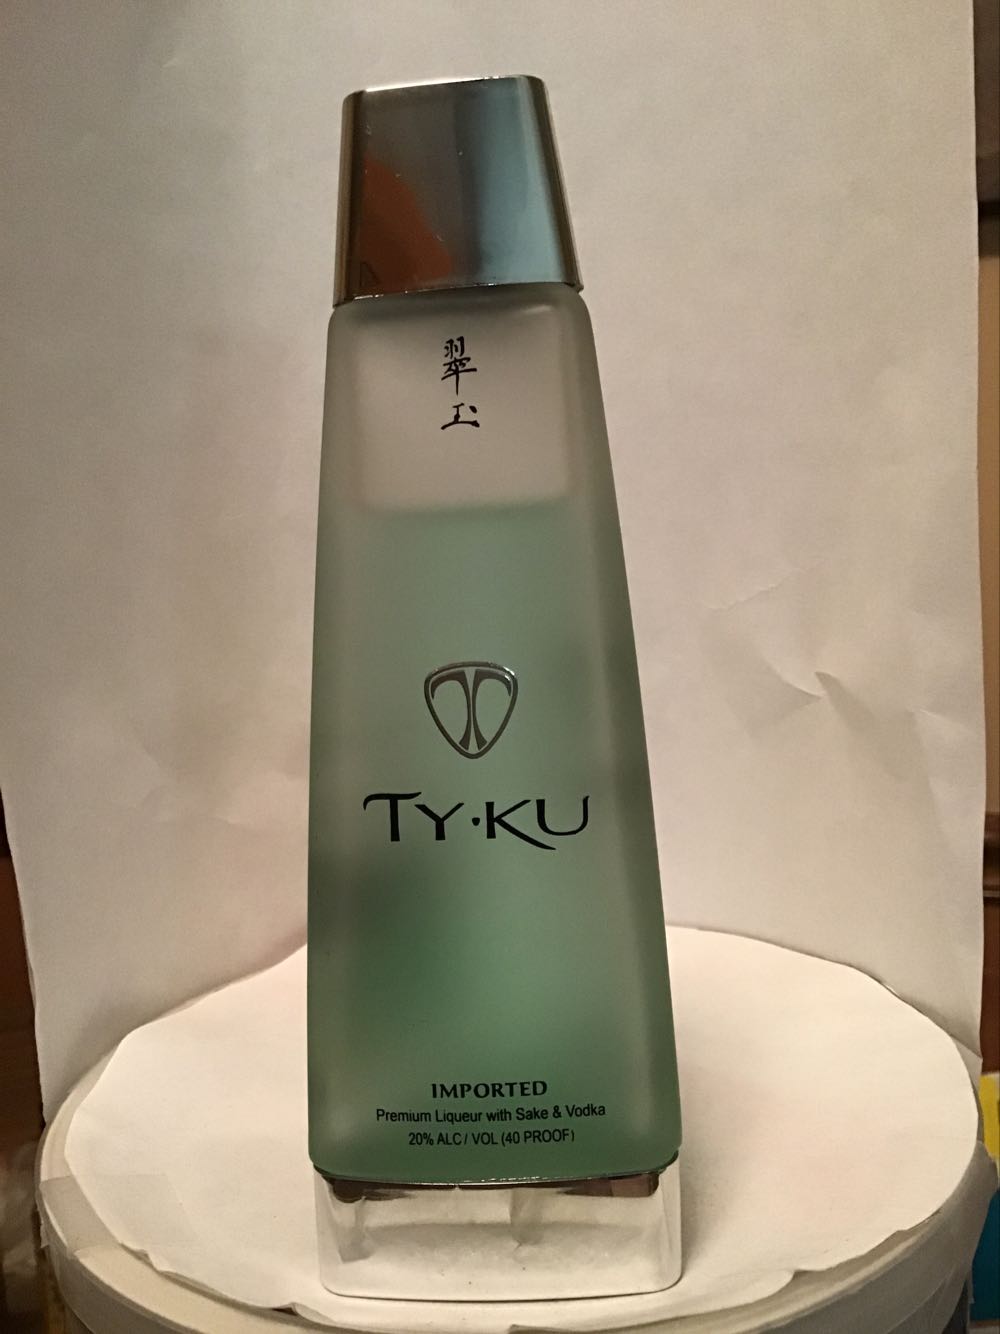 翠
玉
TY·KU
IMPORTED
Premium Liqueur with Sake & Vodka
20% ALC / VOL (40 PROOF)